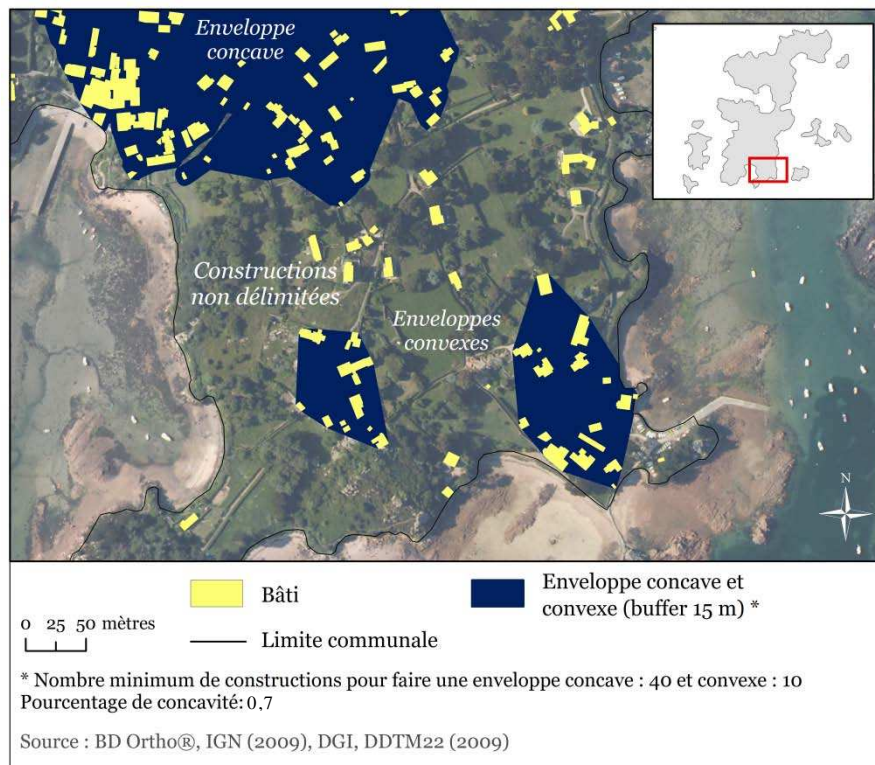 Enveloppe
concave
Constructions
non délimitées
Enveloppes
convexes
N
Bâti
Enveloppe concave et
convexe (buffer 15 m) *
0 25 50 mètres
Limite communale
* Nombre minimum de constructions pour faire une enveloppe concave : 40 et convexe : 10
Pourcentage de concavité: 0,7
Source : BD Ortho®, IGN (2009), DGI, DDTM22 (2009)